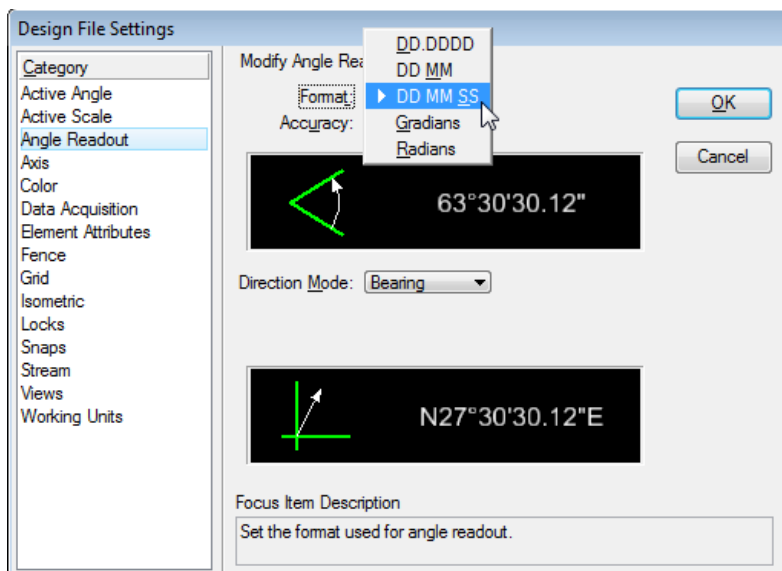 Design File Settings
Category
Active Angle
Active Scale
Angle Readout
Axis
Color
Data Acquisition
Element Attributes
Fence
Grid
Isometric
Locks
Snaps
Stream
Views
Working Units
Modify Angle Rea
Format:
Accuracy:
DD.DDDD
DD MM
DD MM SS
Gradians
Radians
OK
Cancel
63°30'30.12"
Direction Mode: Bearing
N27°30'30.12"E
Focus Item Description
Set the format used for angle readout.